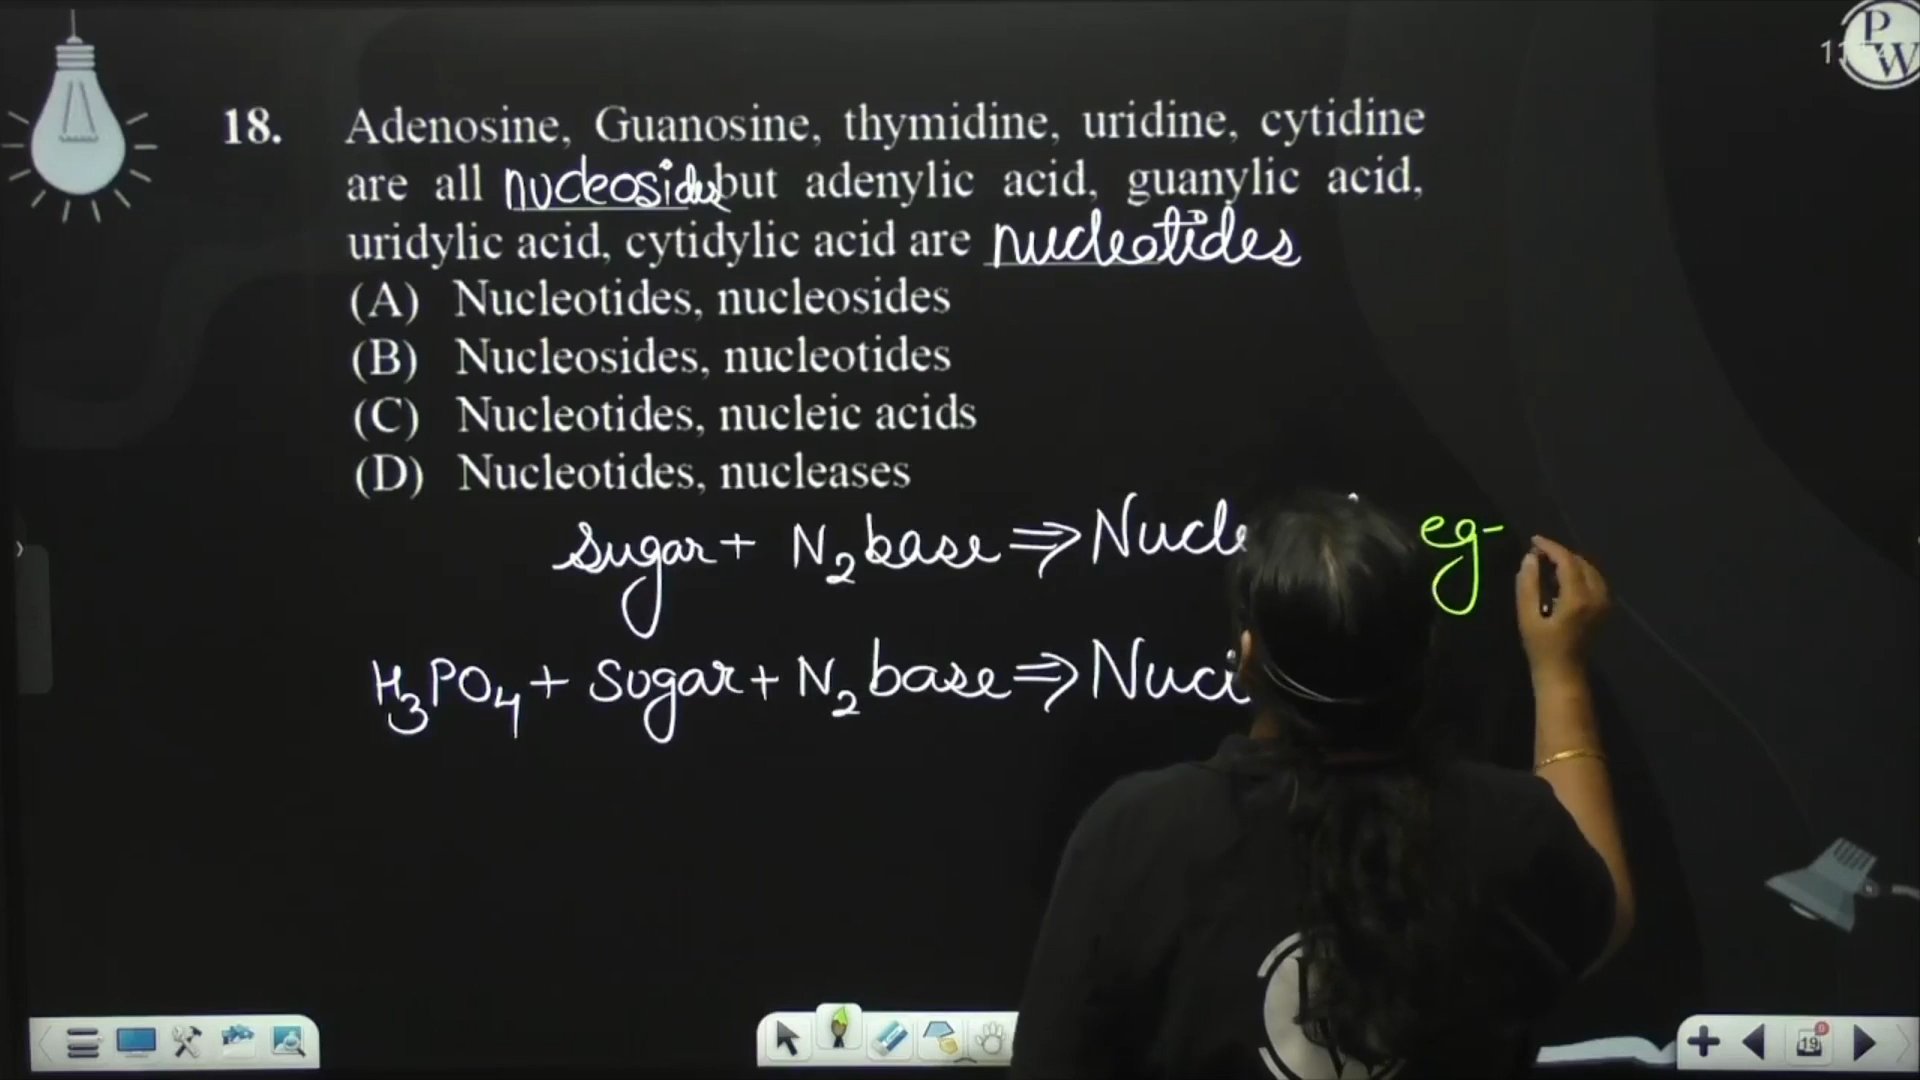 18. Adenosine, Guanosine, thymidine, uridine, cytidine
are all nucleosides but adenylic acid, guanylic acid,
uridylic acid, cytidylic acid are nucleotides
(A) Nucleotides, nucleosides
(B) Nucleosides, nucleotides
(C) Nucleotides, nucleic acids
(D) Nucleotides, nucleases
Sugar + N2 base ⇒ Nucle eg-
H3PO4 + Sugar + N2 base ⇒ Nucl
PW
19